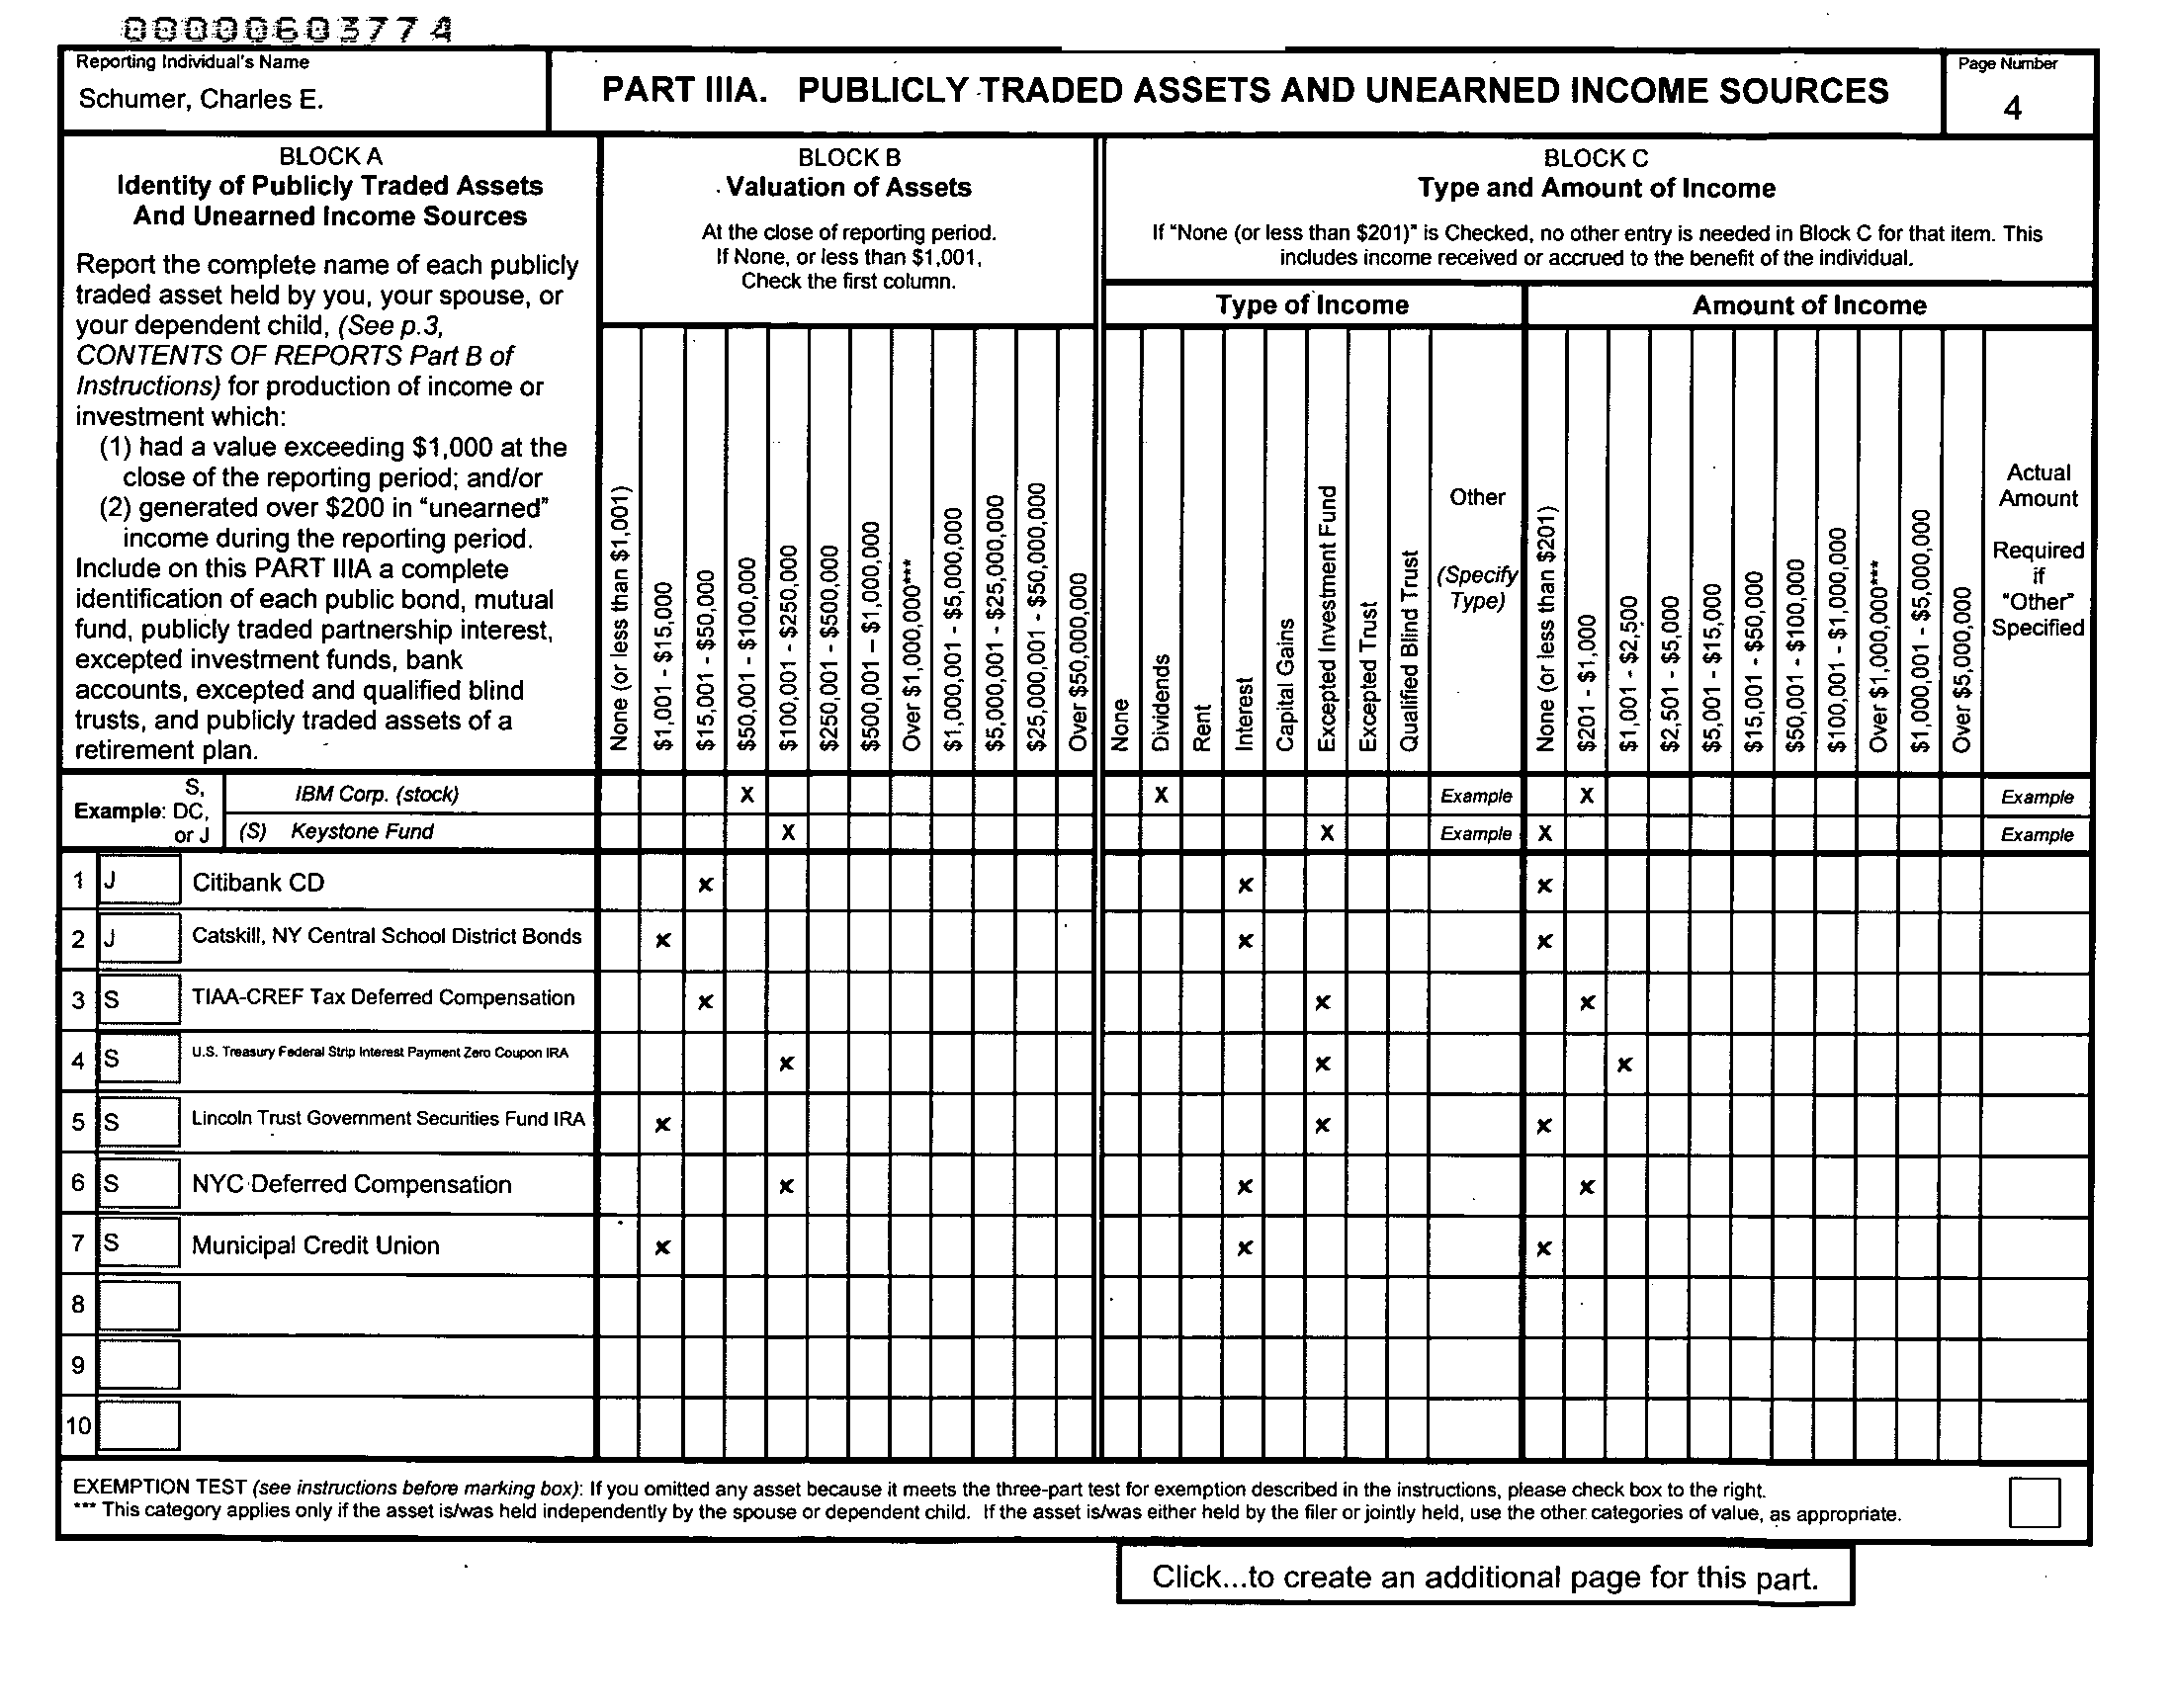 00000603774
Reporting Individual's Name
Schumer, Charles E.
PART IIIA. PUBLICLY TRADED ASSETS AND UNEARNED INCOME SOURCES
Page Number
4
BLOCK A
Identity of Publicly Traded Assets
And Unearned Income Sources
Report the complete name of each publicly
traded asset held by you, your spouse, or
your dependent child, (See p.3,
CONTENTS OF REPORTS Part B of
Instructions) for production of income or
investment which:
(1) had a value exceeding $1,000 at the
close of the reporting period; and/or
(2) generated over $200 in "unearned"
income during the reporting period.
Include on this PART IIIA a complete
identification of each public bond, mutual
fund, publicly traded partnership interest,
excepted investment funds, bank
accounts, excepted and qualified blind
trusts, and publicly traded assets of a
retirement plan.
BLOCK B
Valuation of Assets
At the close of reporting period.
If None, or less than $1,001,
Check the first column.
None (or less than $1,001)
$1,001 - $15,000
$15,001 - $50,000
$50,001 - $100,000
$100,001 - $250,000
$250,001 - $500,000
$500,001 – $1,000,000
Over $1,000,000***
$1,000,001 - $5,000,000
$5,000,001 - $25,000,000
$25,000,001 - $50,000,000
Over $50,000,000
BLOCK C
Type and Amount of Income
If "None (or less than $201)" is Checked, no other entry is needed in Block C for that item. This
includes income received or accrued to the benefit of the individual.
Type of Income
None
Dividends
Rent
Interest
Capital Gains
Excepted Investment Fund
Excepted Trust
Qualified Blind Trust
Other
(Specify
Type)
Amount of Income
None (or less than $201)
$201 - $1,000
$1,001 - $2,500
$2,501 - $5,000
$5,001 - $15,000
$15,001 - $50,000
$50,001 - $100,000
$100,001 - $1,000,000
Over $1,000,000***
$1,000,001 - $5,000,000
Over $5,000,000
Actual
Amount
Required
if
"Other"
Specified
Example: S, DC, or J
IBM Corp. (stock) X X Example X Example
(S) Keystone Fund X X Example X Example
1 J Citibank CD x x x
2 J Catskill, NY Central School District Bonds x x x
3 S TIAA-CREF Tax Deferred Compensation x x x
4 S U.S. Treasury Federal Strip Interest Payment Zero Coupon IRA x x x
5 S Lincoln Trust Government Securities Fund IRA x x x
6 S NYC Deferred Compensation x x x
7 S Municipal Credit Union x x x
8
9
10
EXEMPTION TEST (see instructions before marking box): If you omitted any asset because it meets the three-part test for exemption described in the instructions, please check box to the right.
*** This category applies only if the asset is/was held independently by the spouse or dependent child. If the asset is/was either held by the filer or jointly held, use the other categories of value, as appropriate.
Click...to create an additional page for this part.